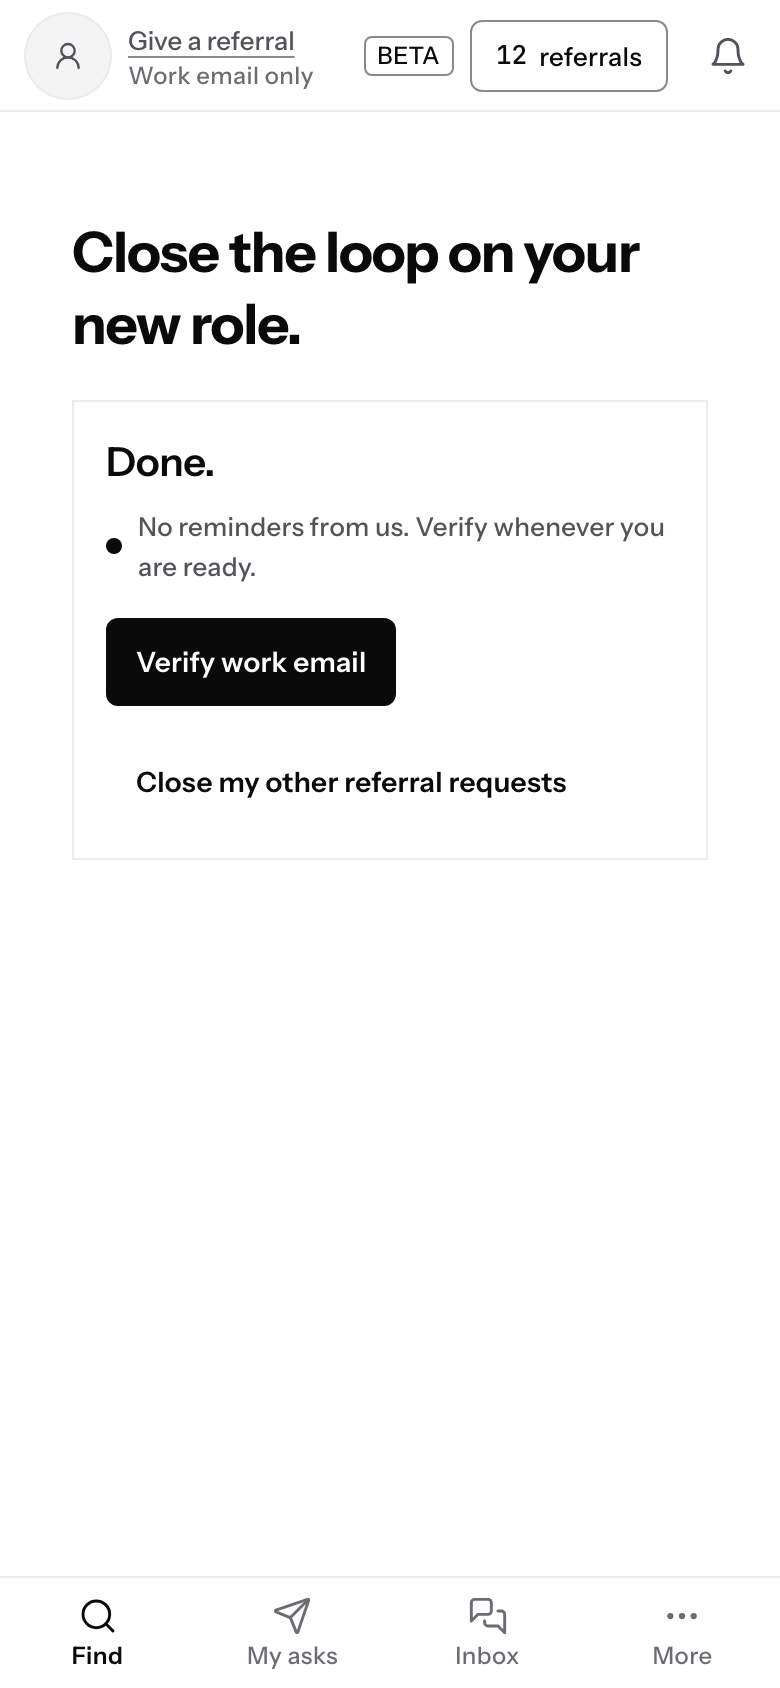 Give a referral
Work email only
BETA
12 referrals
Close the loop on your
new role.
Done.
No reminders from us. Verify whenever you
are ready.
Verify work email
Close my other referral requests
Find
My asks
Inbox
More